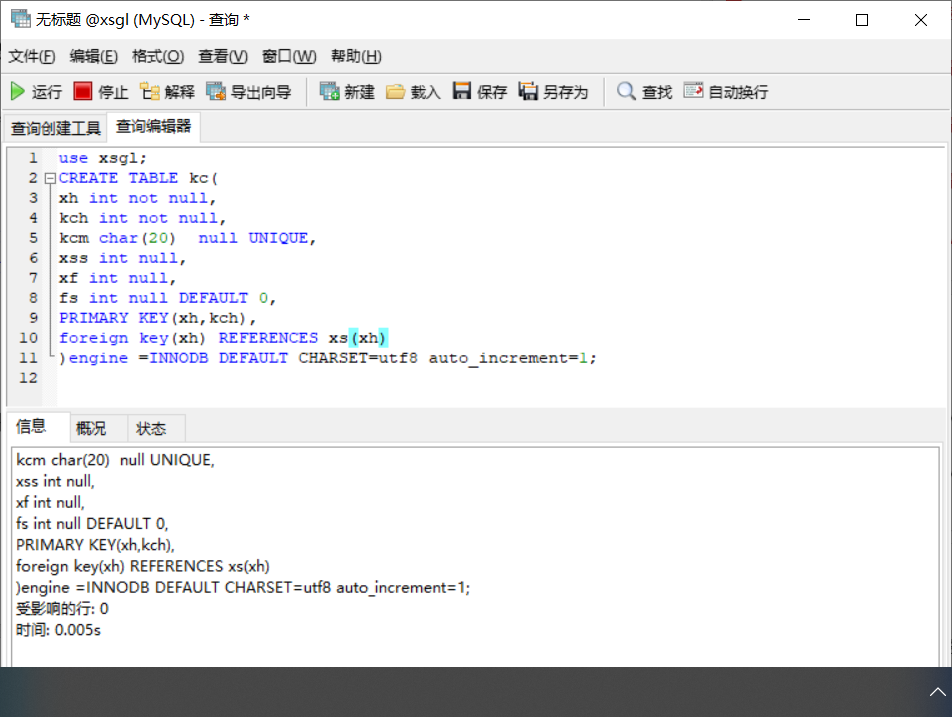 无标题 @xsgl (MySQL) - 查询 *
文件(F) 编辑(E) 格式(O) 查看(V) 窗口(W) 帮助(H)
运行 停止 解释 导出向导 新建 载入 保存 另存为 查找 自动换行
查询创建工具 查询编辑器
1 use xsgl;
2 CREATE TABLE kc(
3 xh int not null,
4 kch int not null,
5 kcm char(20)  null UNIQUE,
6 xss int null,
7 xf int null,
8 fs int null DEFAULT 0,
9 PRIMARY KEY(xh,kch),
10 foreign key(xh) REFERENCES xs(xh)
11 )engine =INNODB DEFAULT CHARSET=utf8 auto_increment=1;
12
信息 概况 状态
kcm char(20)  null UNIQUE,
xss int null,
xf int null,
fs int null DEFAULT 0,
PRIMARY KEY(xh,kch),
foreign key(xh) REFERENCES xs(xh)
)engine =INNODB DEFAULT CHARSET=utf8 auto_increment=1;
受影响的行: 0
时间: 0.005s